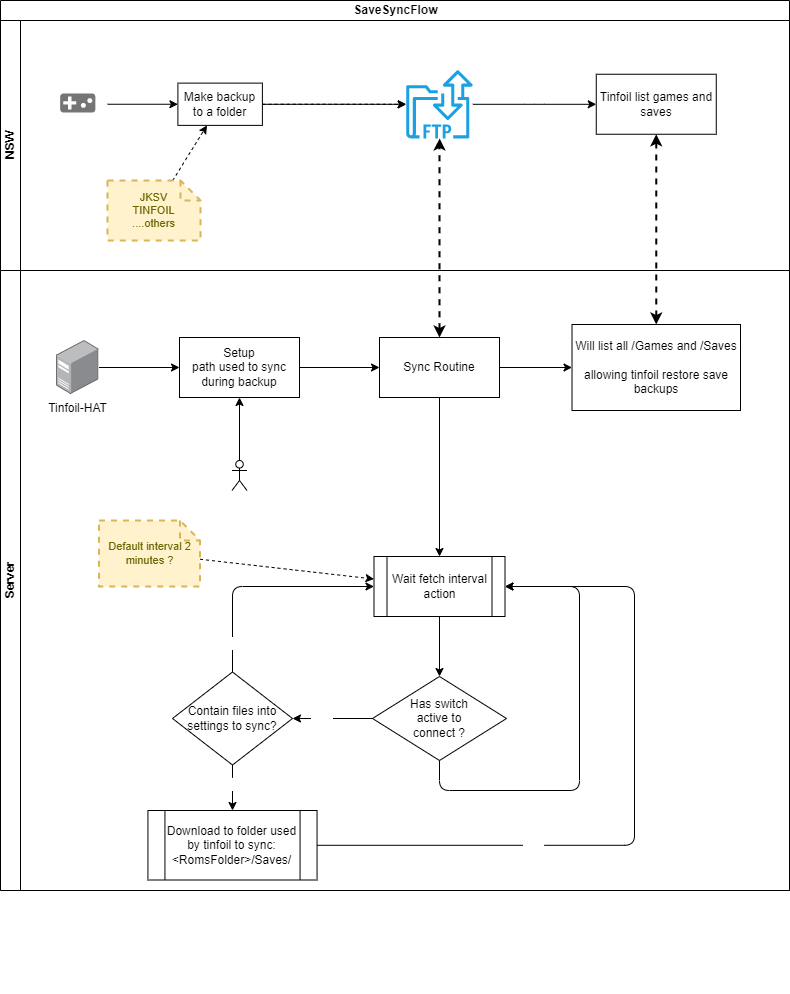 SaveSyncFlow
NSW
Make backup
to a folder
FTP
Tinfoil list games and
saves
JKSV
TINFOIL
....others
Server
Tinfoil-HAT
Setup
path used to sync
during backup
Sync Routine
Will list all /Games and /Saves
allowing tinfoil restore save
backups
Default interval 2
minutes ?
Wait fetch interval
action
Contain files into
settings to sync?
Has switch
active to
connect ?
Download to folder used
by tinfoil to sync:
<RomsFolder>/Saves/